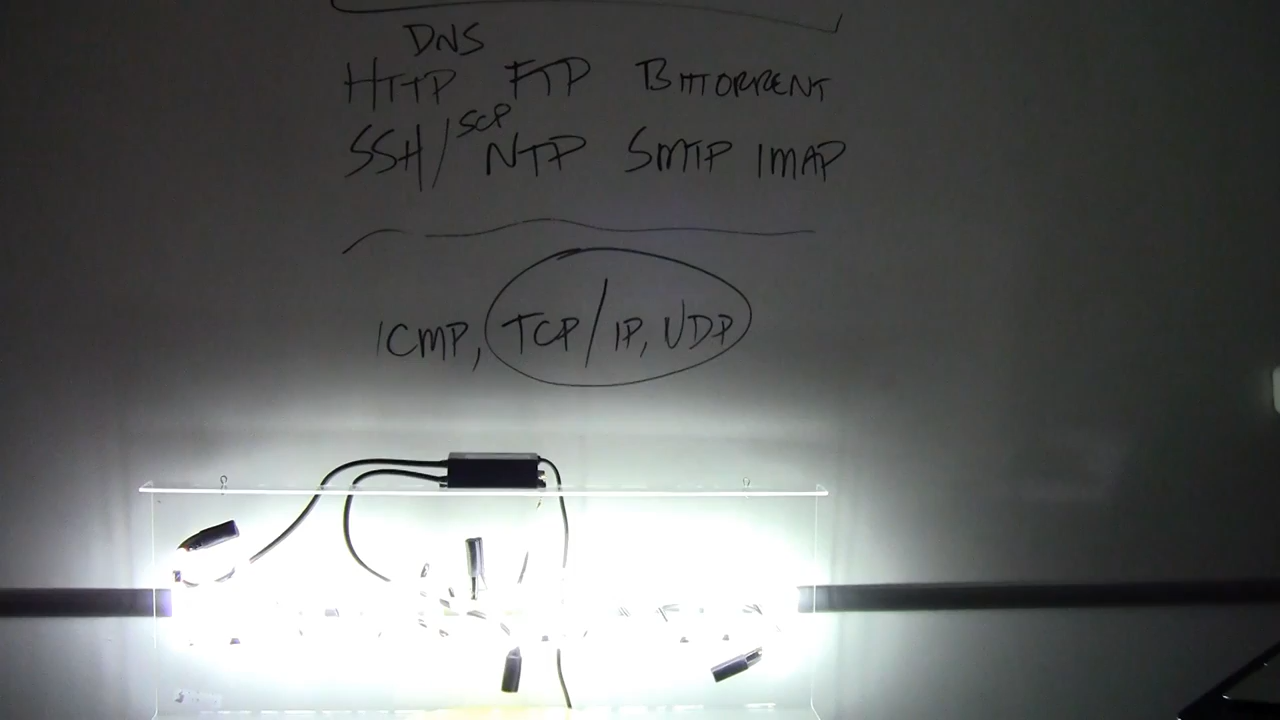 DNS
HTTP FTP BITTORRENT
SSH/SCP NTP SMTP IMAP
ICMP, TCP/IP, UDP